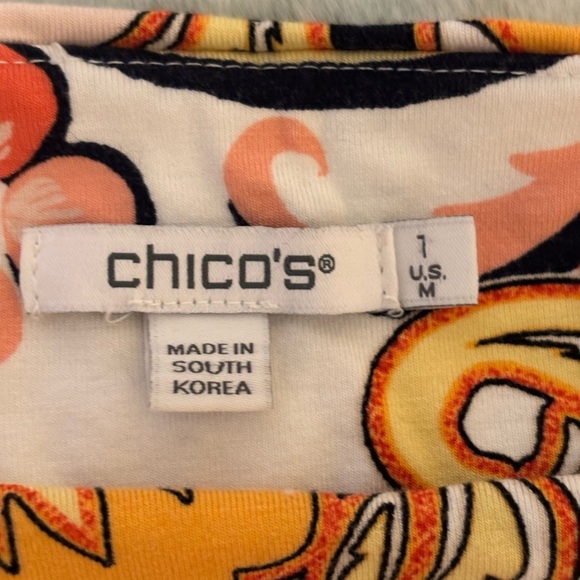 chico's®
1
U.S.
M
MADE IN
SOUTH
KOREA